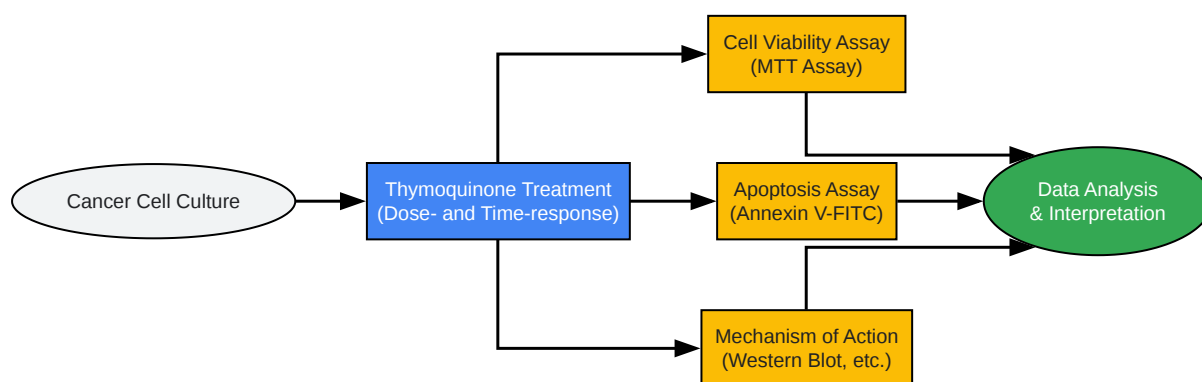 Cancer Cell Culture
Thymoquinone Treatment
(Dose- and Time-response)
Cell Viability Assay
(MTT Assay)
Apoptosis Assay
(Annexin V-FITC)
Mechanism of Action
(Western Blot, etc.)
Data Analysis
& Interpretation